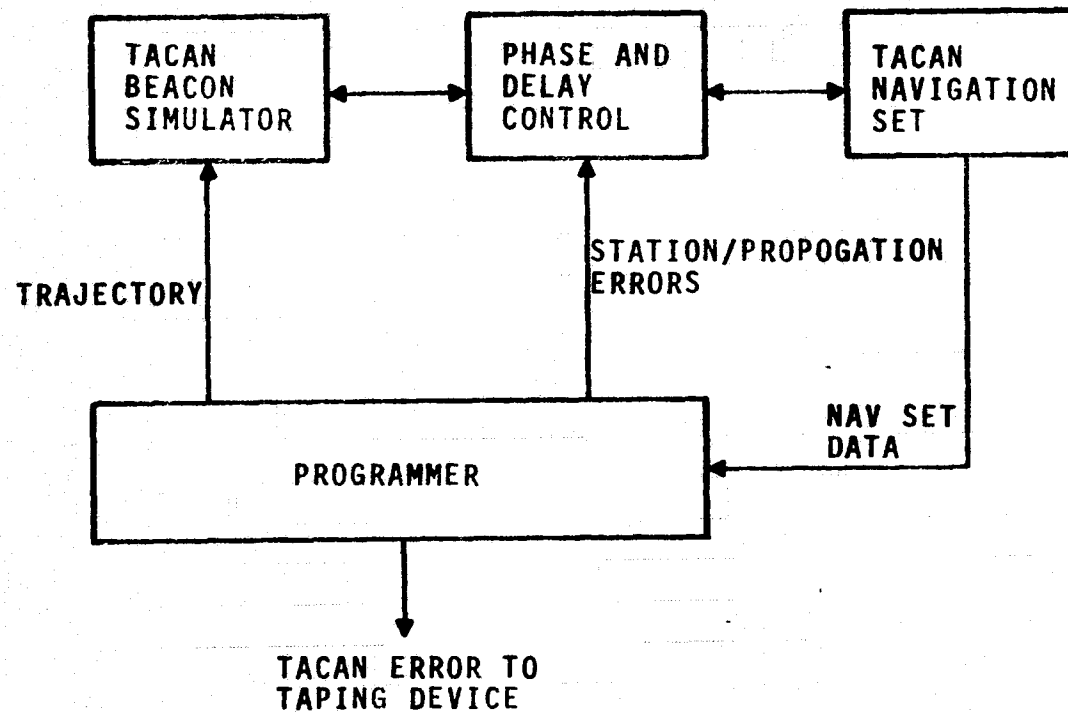 TACAN
BEACON
SIMULATOR
PHASE AND
DELAY
CONTROL
TACAN
NAVIGATION
SET
TRAJECTORY
STATION/PROPOGATION
ERRORS
NAV SET
DATA
PROGRAMMER
TACAN ERROR TO
TAPING DEVICE